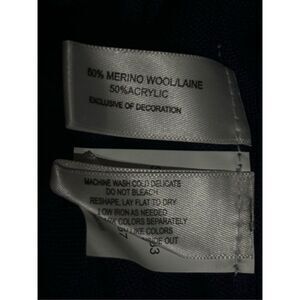 50% MERINO WOOL/LAINE
50%ACRYLIC
EXCLUSIVE OF DECORATION
MACHINE WASH COLD DELICATE
DO NOT BLEACH
RESHAPE, LAY FLAT TO DRY
LOW IRON AS NEEDED
COLORS SEPARATELY
LIKE COLORS
OUT